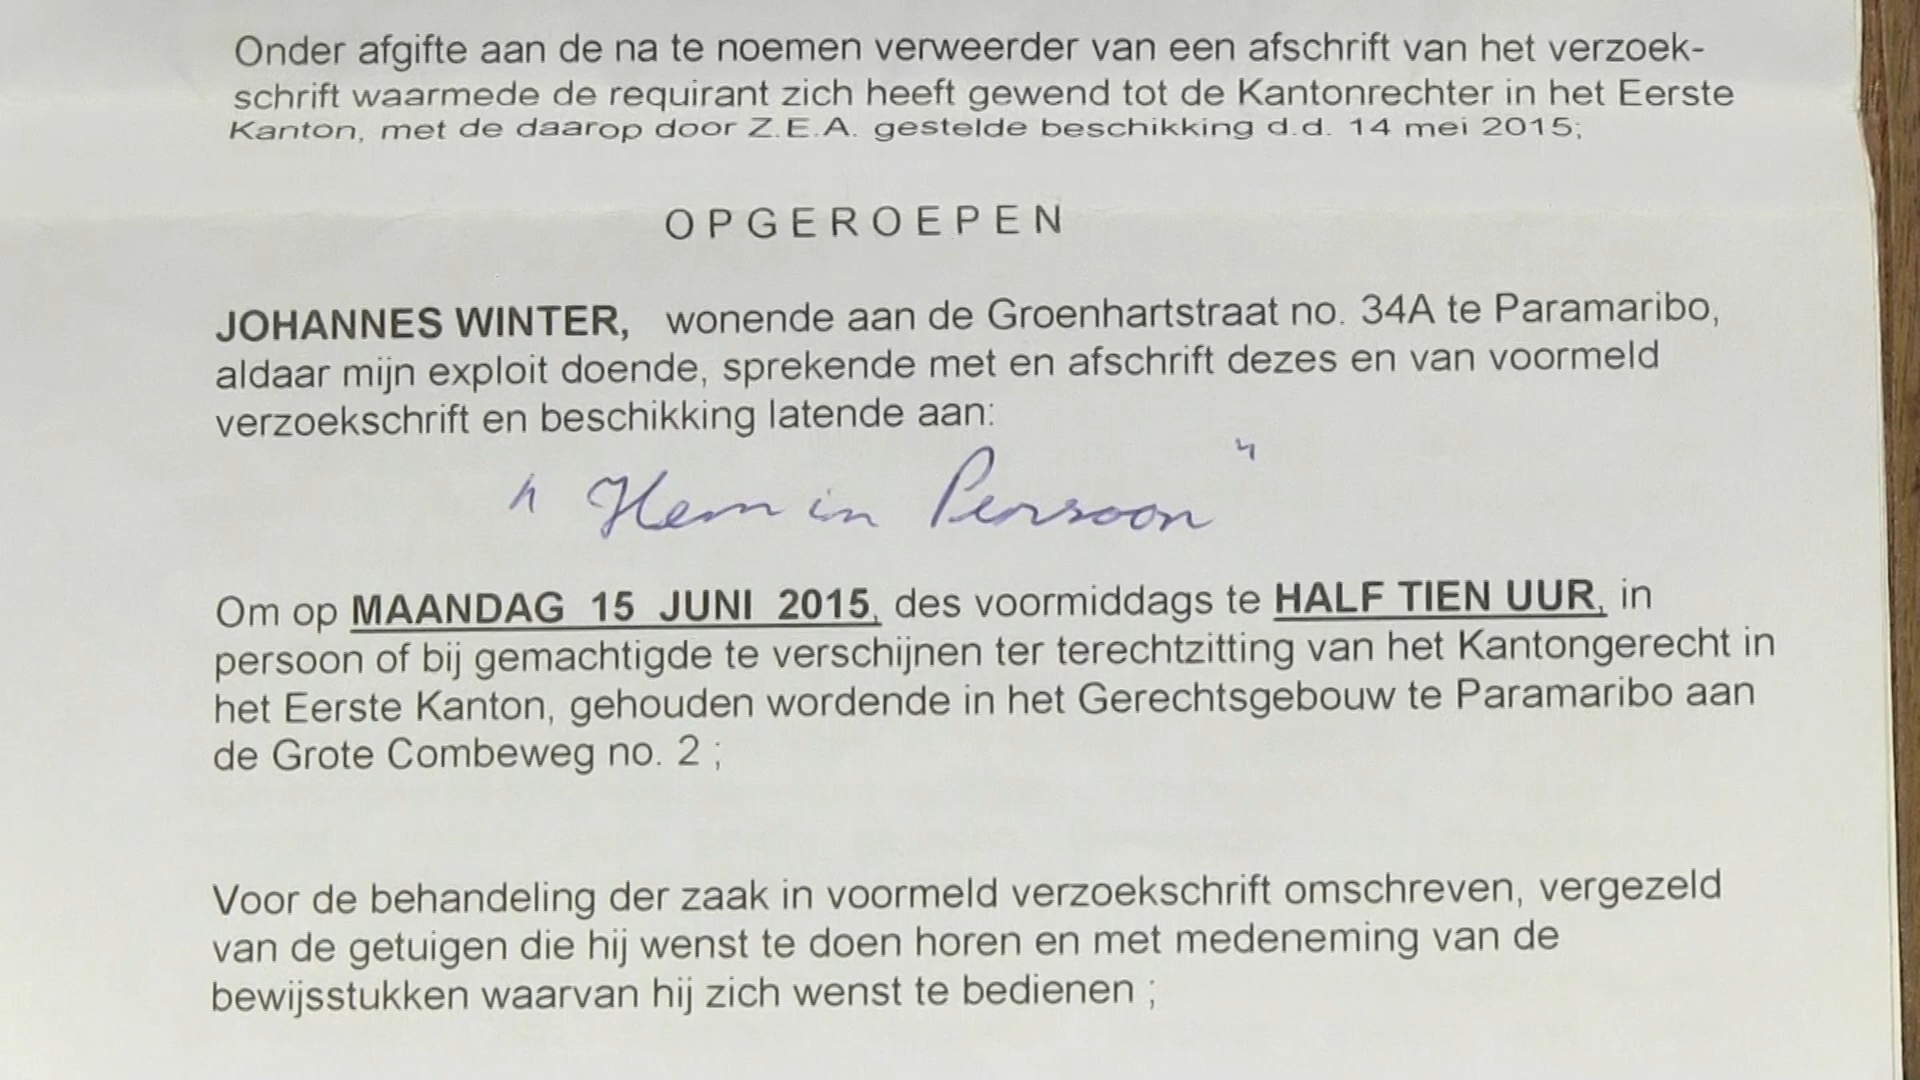 Onder afgifte aan de na te noemen verweerder van een afschrift van het verzoek-
schrift waarmede de requirant zich heeft gewend tot de Kantonrechter in het Eerste
Kanton, met de daarop door Z.E.A. gestelde beschikking d.d. 14 mei 2015;
OPGEROEPEN
JOHANNES WINTER, wonende aan de Groenhartstraat no. 34A te Paramaribo,
aldaar mijn exploit doende, sprekende met en afschrift dezes en van voormeld
verzoekschrift en beschikking latende aan:
" Hem in Persoon "
Om op MAANDAG 15 JUNI 2015, des voormiddags te HALF TIEN UUR, in
persoon of bij gemachtigde te verschijnen ter terechtzitting van het Kantongerecht in
het Eerste Kanton, gehouden wordende in het Gerechtsgebouw te Paramaribo aan
de Grote Combeweg no. 2 ;
Voor de behandeling der zaak in voormeld verzoekschrift omschreven, vergezeld
van de getuigen die hij wenst te doen horen en met medeneming van de
bewijsstukken waarvan hij zich wenst te bedienen ;